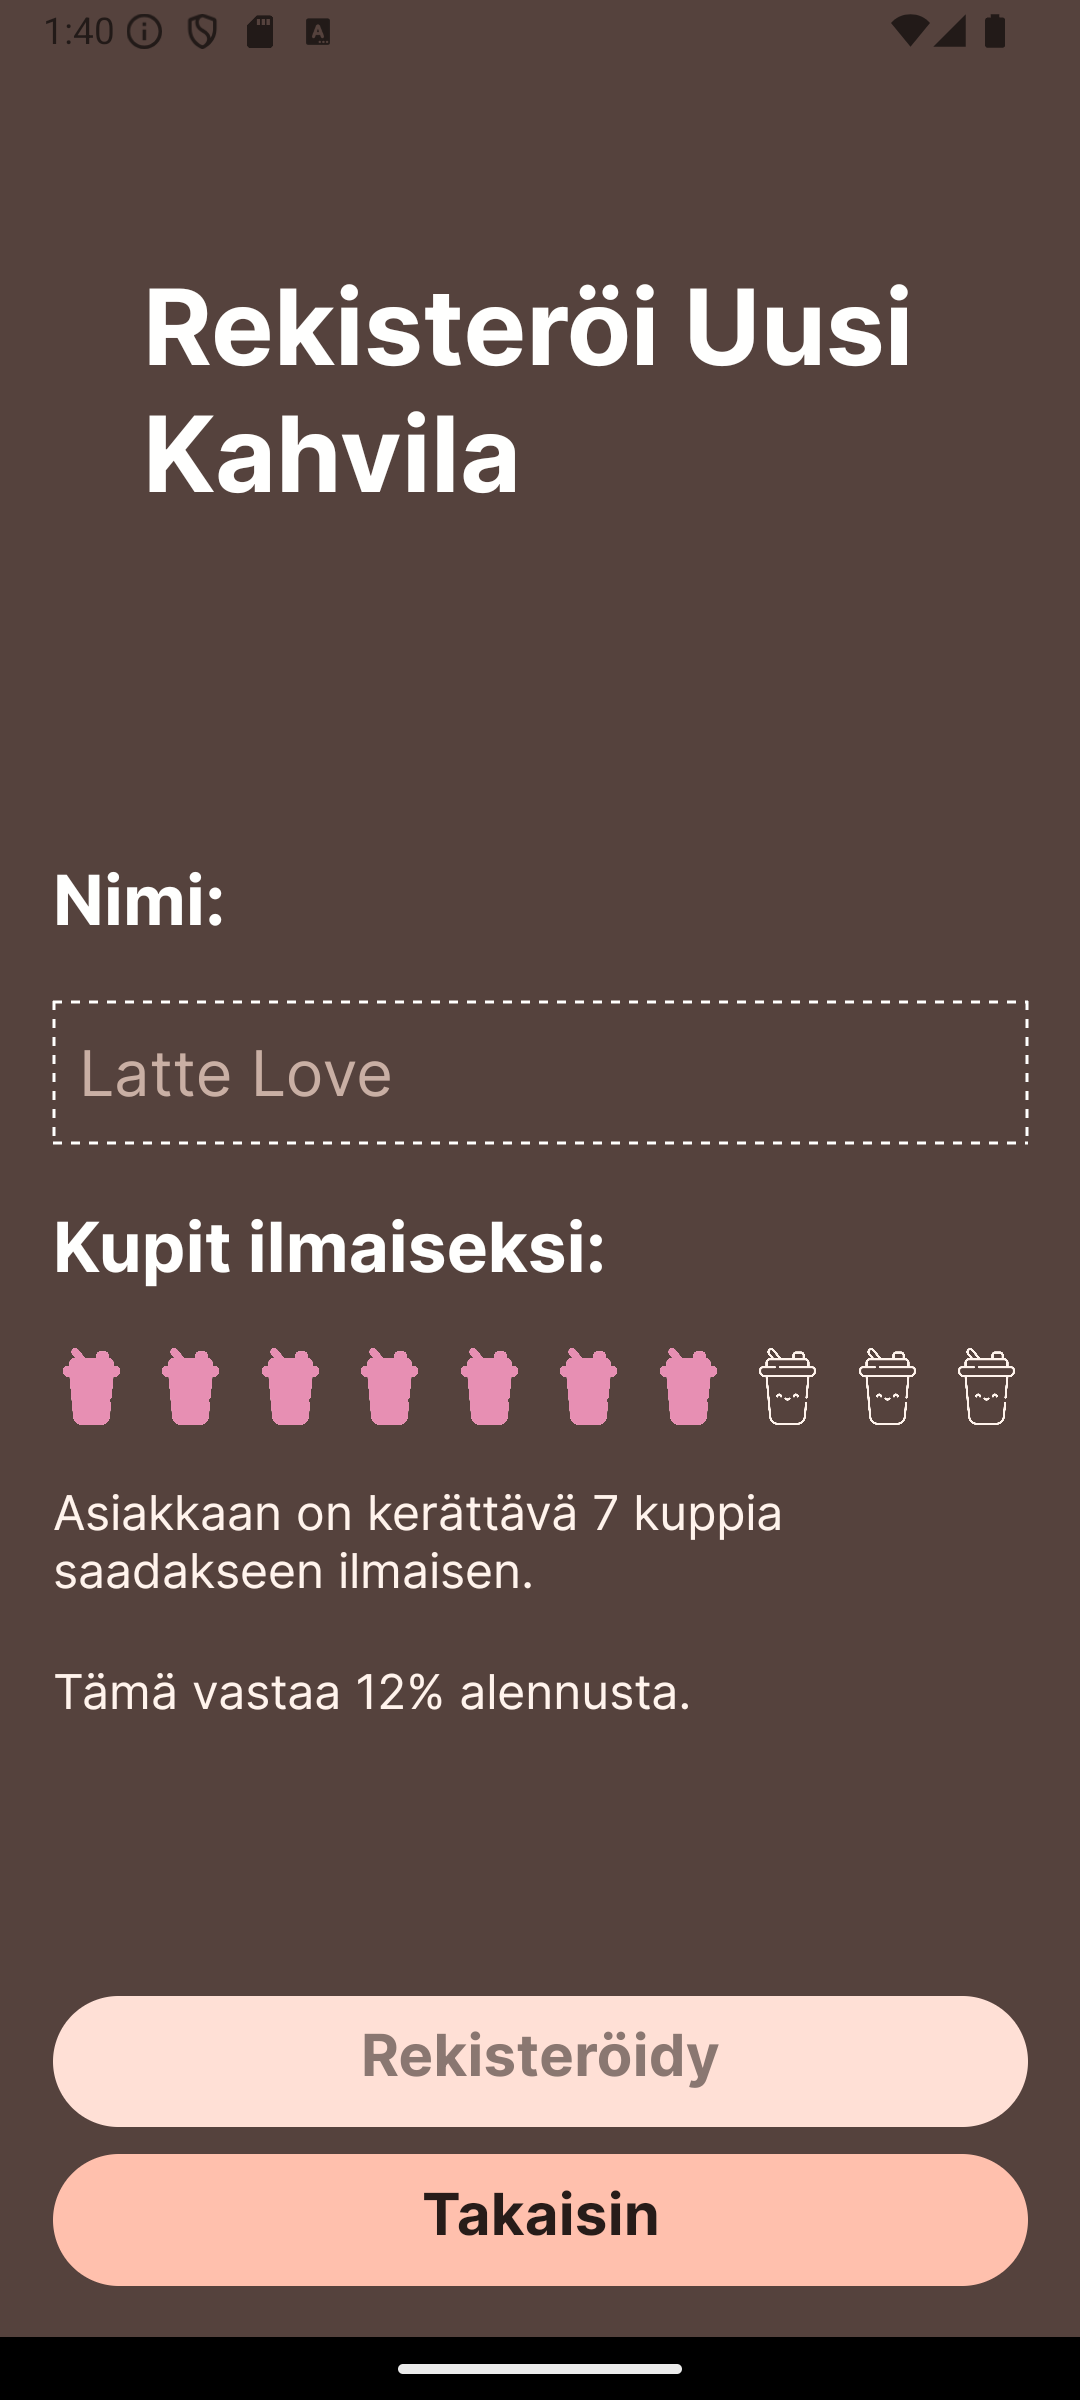 1:40
Rekisteröi Uusi
Kahvila
Nimi:
Latte Love
Kupit ilmaiseksi:
Asiakkaan on kerättävä 7 kuppia
saadakseen ilmaisen.
Tämä vastaa 12% alennusta.
Rekisteröidy
Takaisin